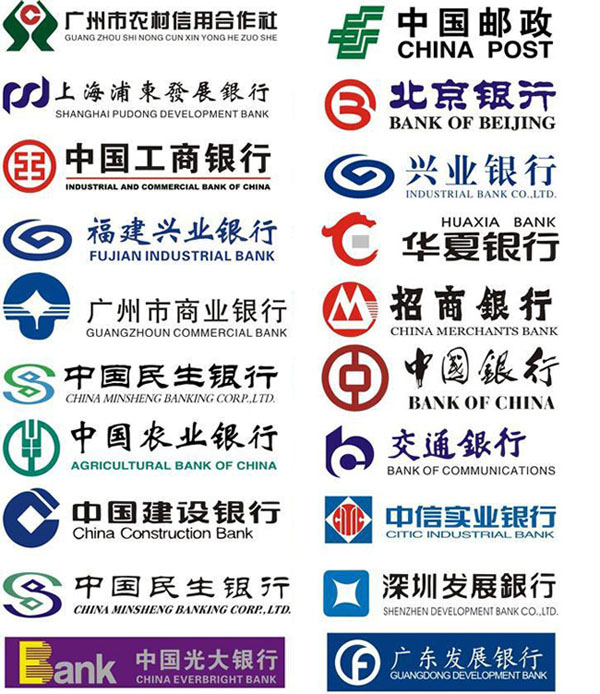 广州市农村信用合作社
GUANG ZHOU SHI NONG CUN XIN YONG HE ZUO SHE
上海浦東發展銀行
SHANGHAI PUDONG DEVELOPMENT BANK
中国工商银行
INDUSTRIAL AND COMMERCIAL BANK OF CHINA
福建兴业银行
FUJIAN INDUSTRIAL BANK
广州市商业银行
GUANGZHOUN COMMERCIAL BANK
中国民生银行
CHINA MINSHENG BANKING CORP.,LTD.
中国农业银行
AGRICULTURAL BANK OF CHINA
中国建设银行
China Construction Bank
中国民生银行
CHINA MINSHENG BANKING CORP.,LTD.
Bank
中国光大银行
CHINA EVERBRIGHT BANK
中国邮政
CHINA POST
北京银行
BANK OF BEIJING
兴业银行
INDUSTRIAL BANK CO.,LTD.
HUAXIA BANK
华夏银行
招商銀行
CHINA MERCHANTS BANK
中國銀行
BANK OF CHINA
交通銀行
BANK OF COMMUNICATIONS
CITIC
中信实业银行
CITIC INDUSTRIAL BANK
深圳发展銀行
SHENZHEN DEVELOPMENT BANK CO.,LTD.
广东发展银行
GUANGDONG DEVELOPMENT BANK